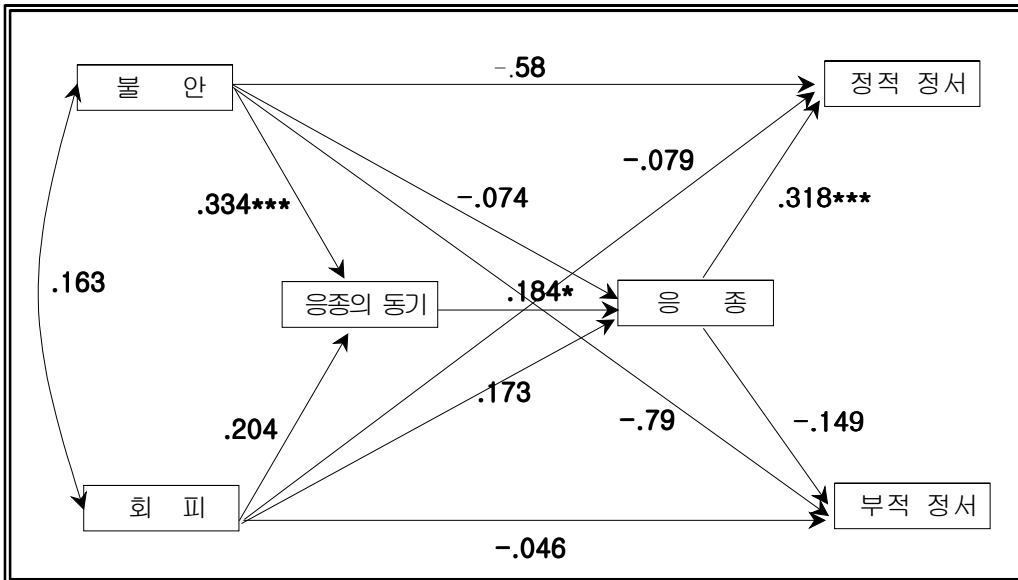 불 안
-.58
정적 정서
-.079
.334***
-.074
.318***
.163
응종의 동기
.184*
응 종
.204
.173
-.79
-.149
회 피
부적 정서
-.046